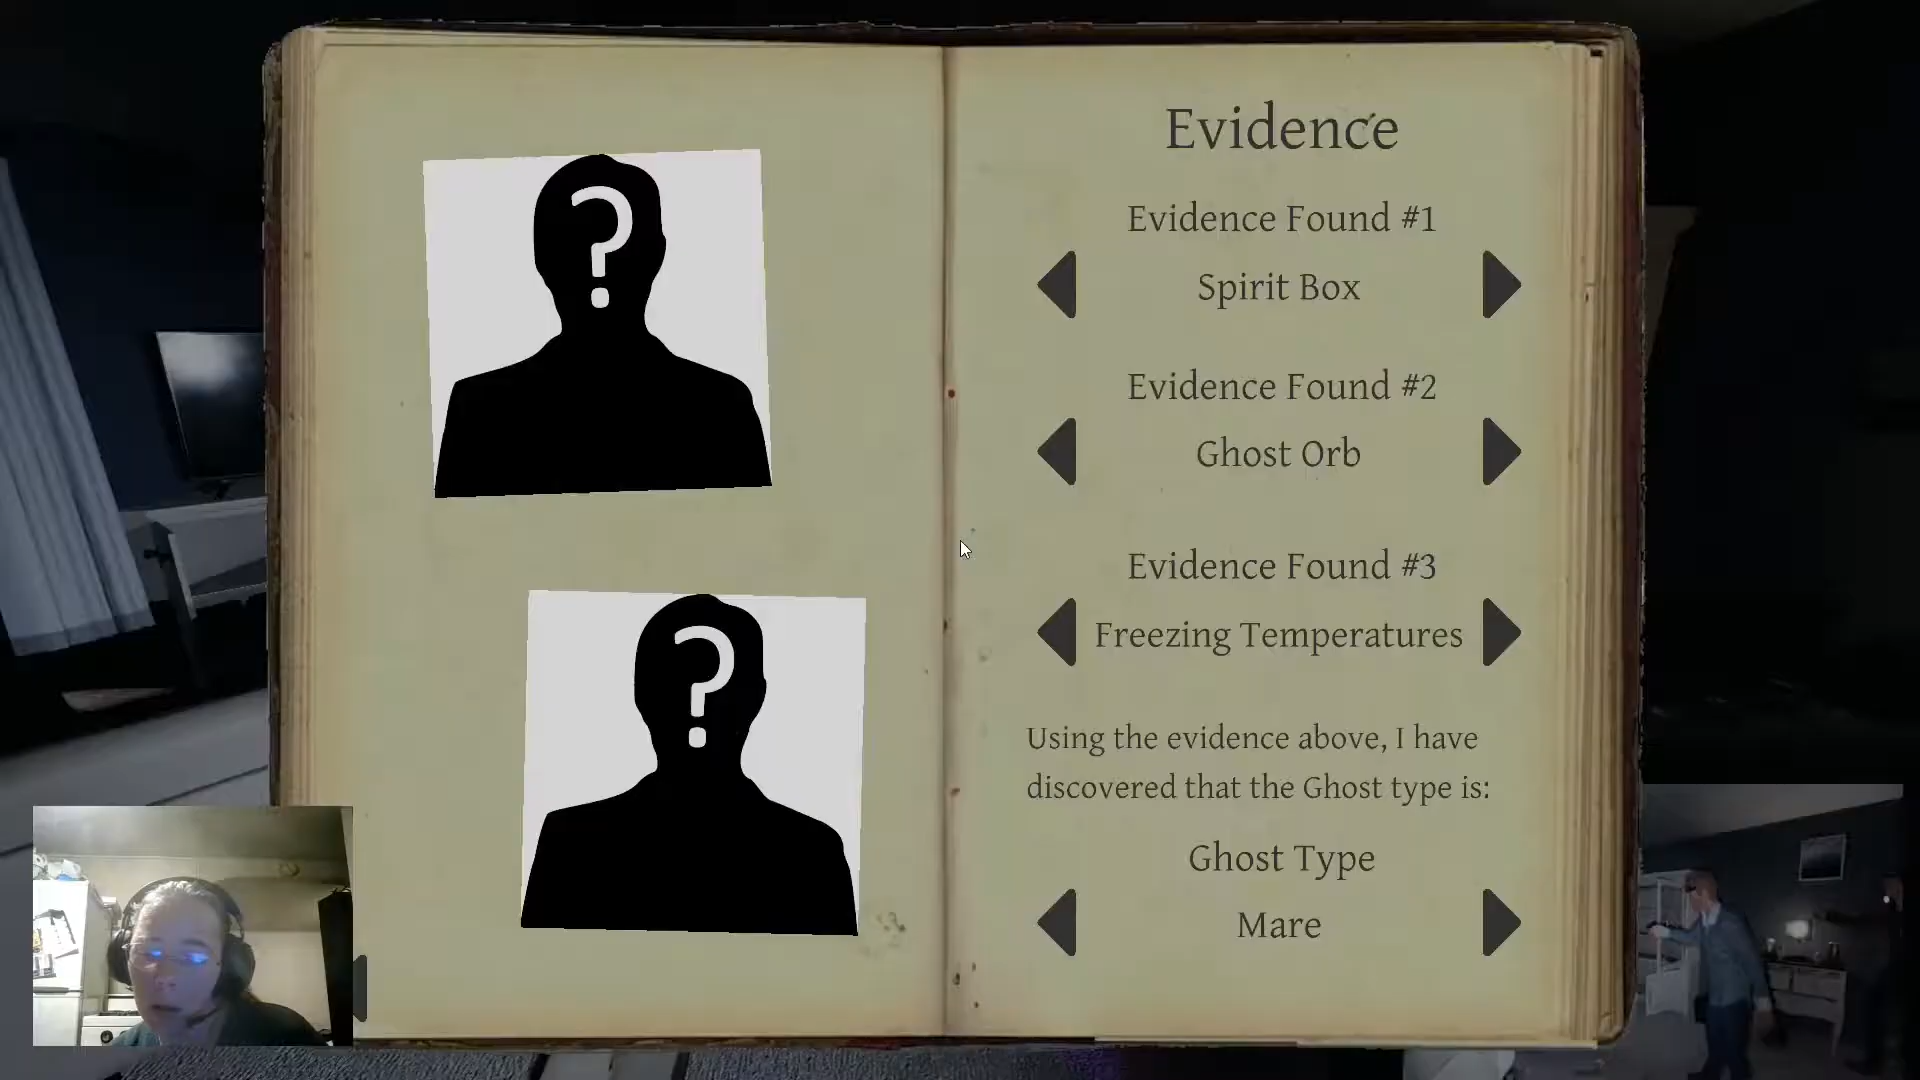 ?
?
Evidence
Evidence Found #1
Spirit Box
Evidence Found #2
Ghost Orb
Evidence Found #3
Freezing Temperatures
Using the evidence above, I have
discovered that the Ghost type is:
Ghost Type
Mare